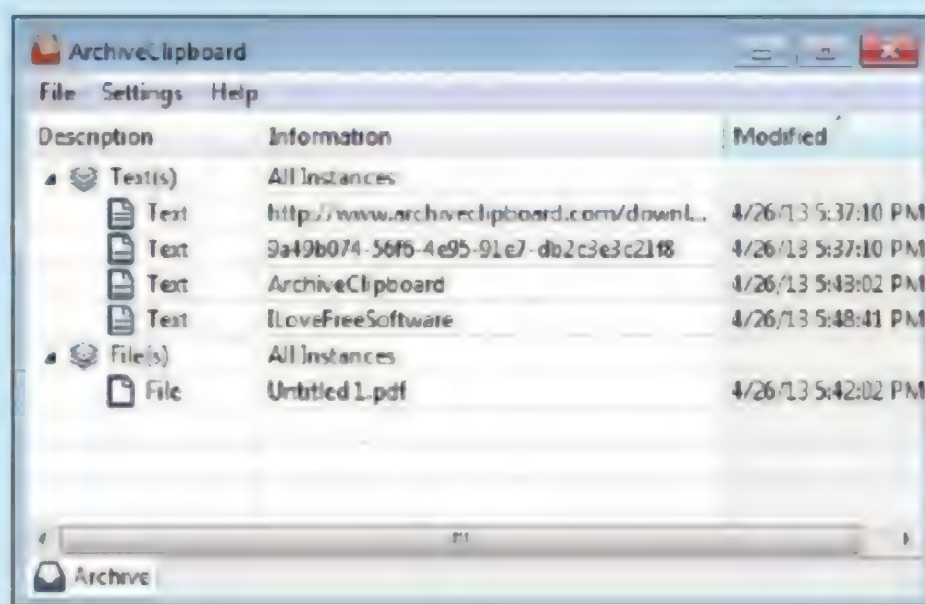 ArchiveClipboard
File Settings Help
Description Information Modified
Text(s) All Instances
Text http://www.archiveclipboard.com/downl... 4/26/13 5:37:10 PM
Text 9a49b074-56f6-4e95-91e7-db2c3e3c21f8 4/26/13 5:37:10 PM
Text ArchiveClipboard 4/26/13 5:43:02 PM
Text ILoveFreeSoftware 4/26/13 5:48:41 PM
File(s) All Instances
File Untitled 1.pdf 4/26/13 5:42:02 PM
Archive